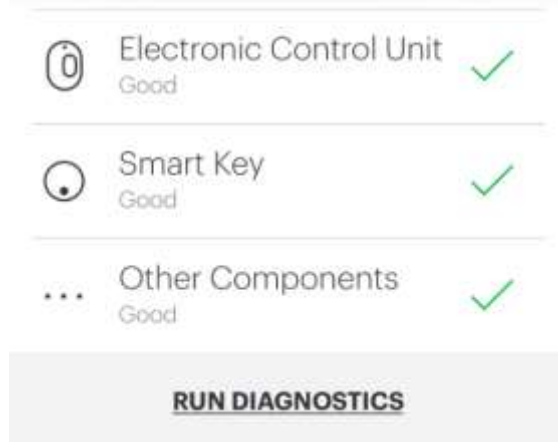 Electronic Control Unit
Good
Smart Key
Good
Other Components
Good
RUN DIAGNOSTICS